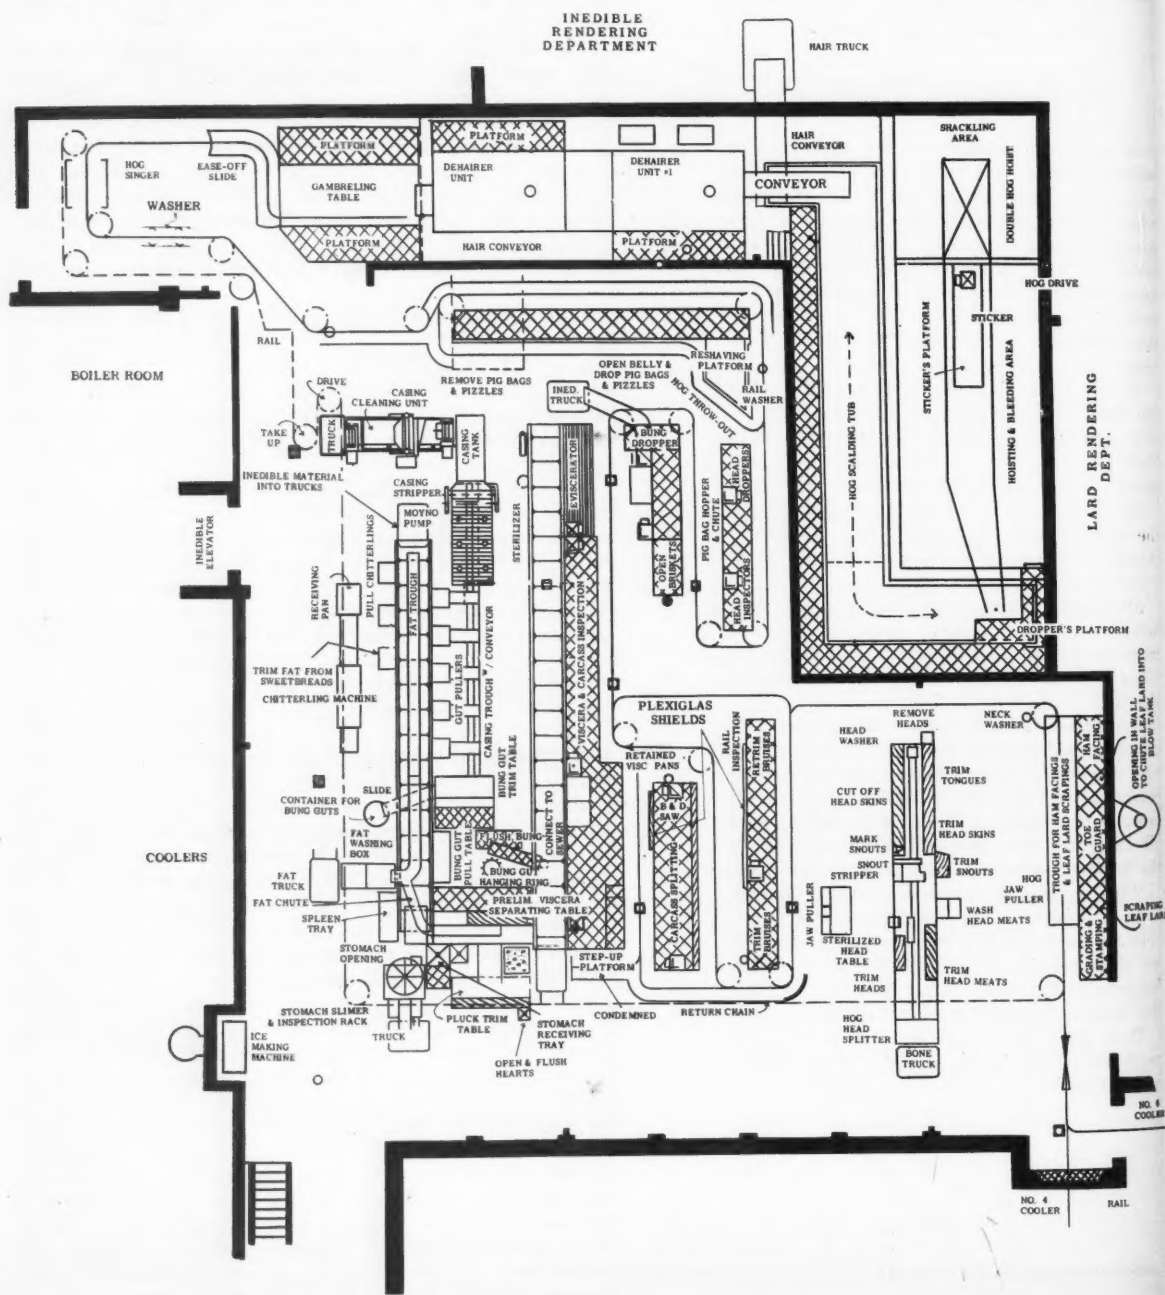 INEDIBLE
RENDERING
DEPARTMENT
HAIR TRUCK
HOG
SINGER
EASE-OFF
SLIDE
WASHER
PLATFORM
GAMBRELING
TABLE
PLATFORM
PLATFORM
DEHAIRER
UNIT
HAIR CONVEYOR
DEHAIRER
UNIT #1
PLATFORM
HAIR
CONVEYOR
CONVEYOR
SHACKLING
AREA
DOUBLE HOG HOIST
HOG DRIVE
STICKER
STICKER'S PLATFORM
HOISTING & BLEEDING AREA
HOG SCALDING TUB
DROPPER'S PLATFORM
LARD RENDERING
DEPT.
BOILER ROOM
RAIL
DRIVE
CASING
CLEANING UNIT
TAKE
UP
TRUCK
CASING
TANK
REMOVE PIG BAGS
& PIZZLES
OPEN BELLY &
DROP PIG BAGS
& PIZZLES
RESHAVING
PLATFORM
RAIL
WASHER
HOG THROW-OUT
INED.
TRUCK
BUNG
DROPPER
HEAD
DROPPERS
PIG BAG HOPPER
& CHUTE
OPEN
BRISKETS
HEAD
INSPECTORS
INEDIBLE MATERIAL
INTO TRUCKS
CASING
STRIPPER
MOYNO
PUMP
STERILIZER
EVISCERATOR
INEDIBLE
ELEVATOR
RECEIVING
PAN
PULL CHITTERLINGS
FAT TROUGH
TRIM FAT FROM
SWEETBREADS
CHITTERLING MACHINE
GUT PULLERS
CASING TROUGH W/ CONVEYOR
BUNG GUT
TRIM TABLE
VISCERA & CARCASS INSPECTION
CONNECT TO
SEWER
SLIDE
CONTAINER FOR
BUNG GUTS
FAT
WASHING
BOX
BUNG GUT
PULL TABLE
FLUSH BUNG
BUNG GUT
HANGING RING
PRELIM. VISCERA
SEPARATING TABLE
COOLERS
FAT
TRUCK
FAT CHUTE
SPLEEN
TRAY
STOMACH
OPENING
STOMACH SLIMER
& INSPECTION RACK
TRUCK
PLUCK TRIM
TABLE
OPEN & FLUSH
HEARTS
STOMACH
RECEIVING
TRAY
STEP-UP
PLATFORM
CONDEMNED
RETURN CHAIN
PLEXIGLAS
SHIELDS
RETAINED
VISC PANS
B & D
SAW
CARCASS SPLITTING
RAIL
INSPECTION
RETRIM
BRUISES
TRIM
BRUISES
JAW PULLER
HEAD
WASHER
REMOVE
HEADS
NECK
WASHER
CUT OFF
HEAD SKINS
TRIM
TONGUES
TRIM
HEAD SKINS
MARK
SNOUTS
SNOUT
STRIPPER
TRIM
SNOUTS
WASH
HEAD MEATS
STERILIZED
HEAD
TABLE
TRIM
HEADS
TRIM
HEAD MEATS
HOG
HEAD
SPLITTER
BONE
TRUCK
HOG
JAW
PULLER
TROUGH FOR HAM FACINGS
& LEAF LARD SCRAPINGS
HAM
FACING
TOE
GUARD
GRADING &
STAMPING
OPENING IN WALL
TO CHUTE LEAF LARD INTO
BLOW TANK
SCRAPING
LEAF LARD
ICE
MAKING
MACHINE
NO. 6
COOLER
NO. 4
COOLER
RAIL